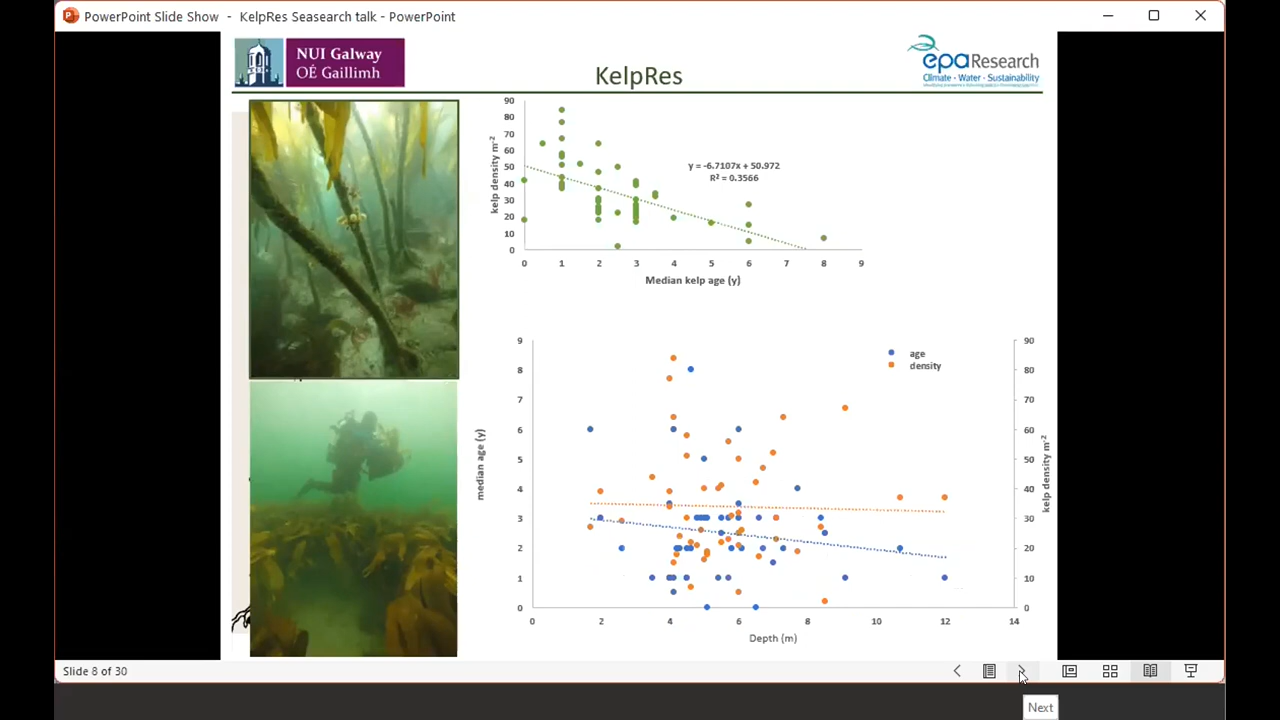 PowerPoint Slide Show - KelpRes Seasearch talk - PowerPoint
NUI Galway
OÉ Gaillimh
KelpRes
epaResearch
Climate - Water - Sustainability
90
80
70
60
50
40
30
20
10
0
kelp density m⁻²
y = -6.7107x + 50.972
R² = 0.3566
0 1 2 3 4 5 6 7 8 9
Median kelp age (y)
9
8
7
6
5
4
3
2
1
0
median age (y)
age
density
90
80
70
60
50
40
30
20
10
0
kelp density m⁻²
0 2 4 6 8 10 12 14
Depth (m)
Slide 8 of 30
Next